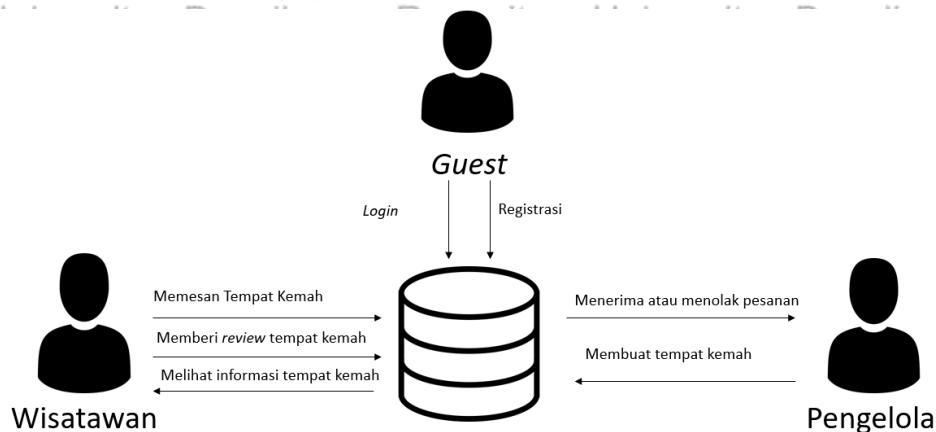 Guest
Login
Registrasi
Memesan Tempat Kemah
Memberi review tempat kemah
Melihat informasi tempat kemah
Wisatawan
Menerima atau menolak pesanan
Membuat tempat kemah
Pengelola